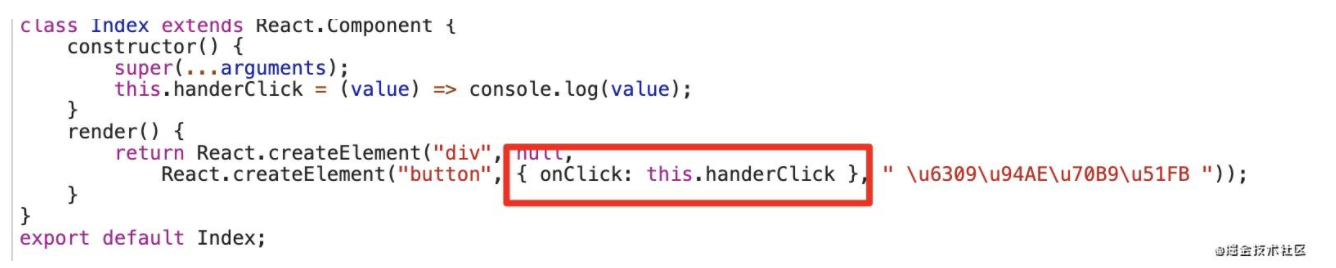 class Index extends React.Component {
    constructor() {
        super(...arguments);
        this.handerClick = (value) => console.log(value);
    }
    render() {
        return React.createElement("div", null,
            React.createElement("button", { onClick: this.handerClick }, " \u6309\u94AE\u70B9\u51FB "));
    }
}
export default Index;
@掘金技术社区